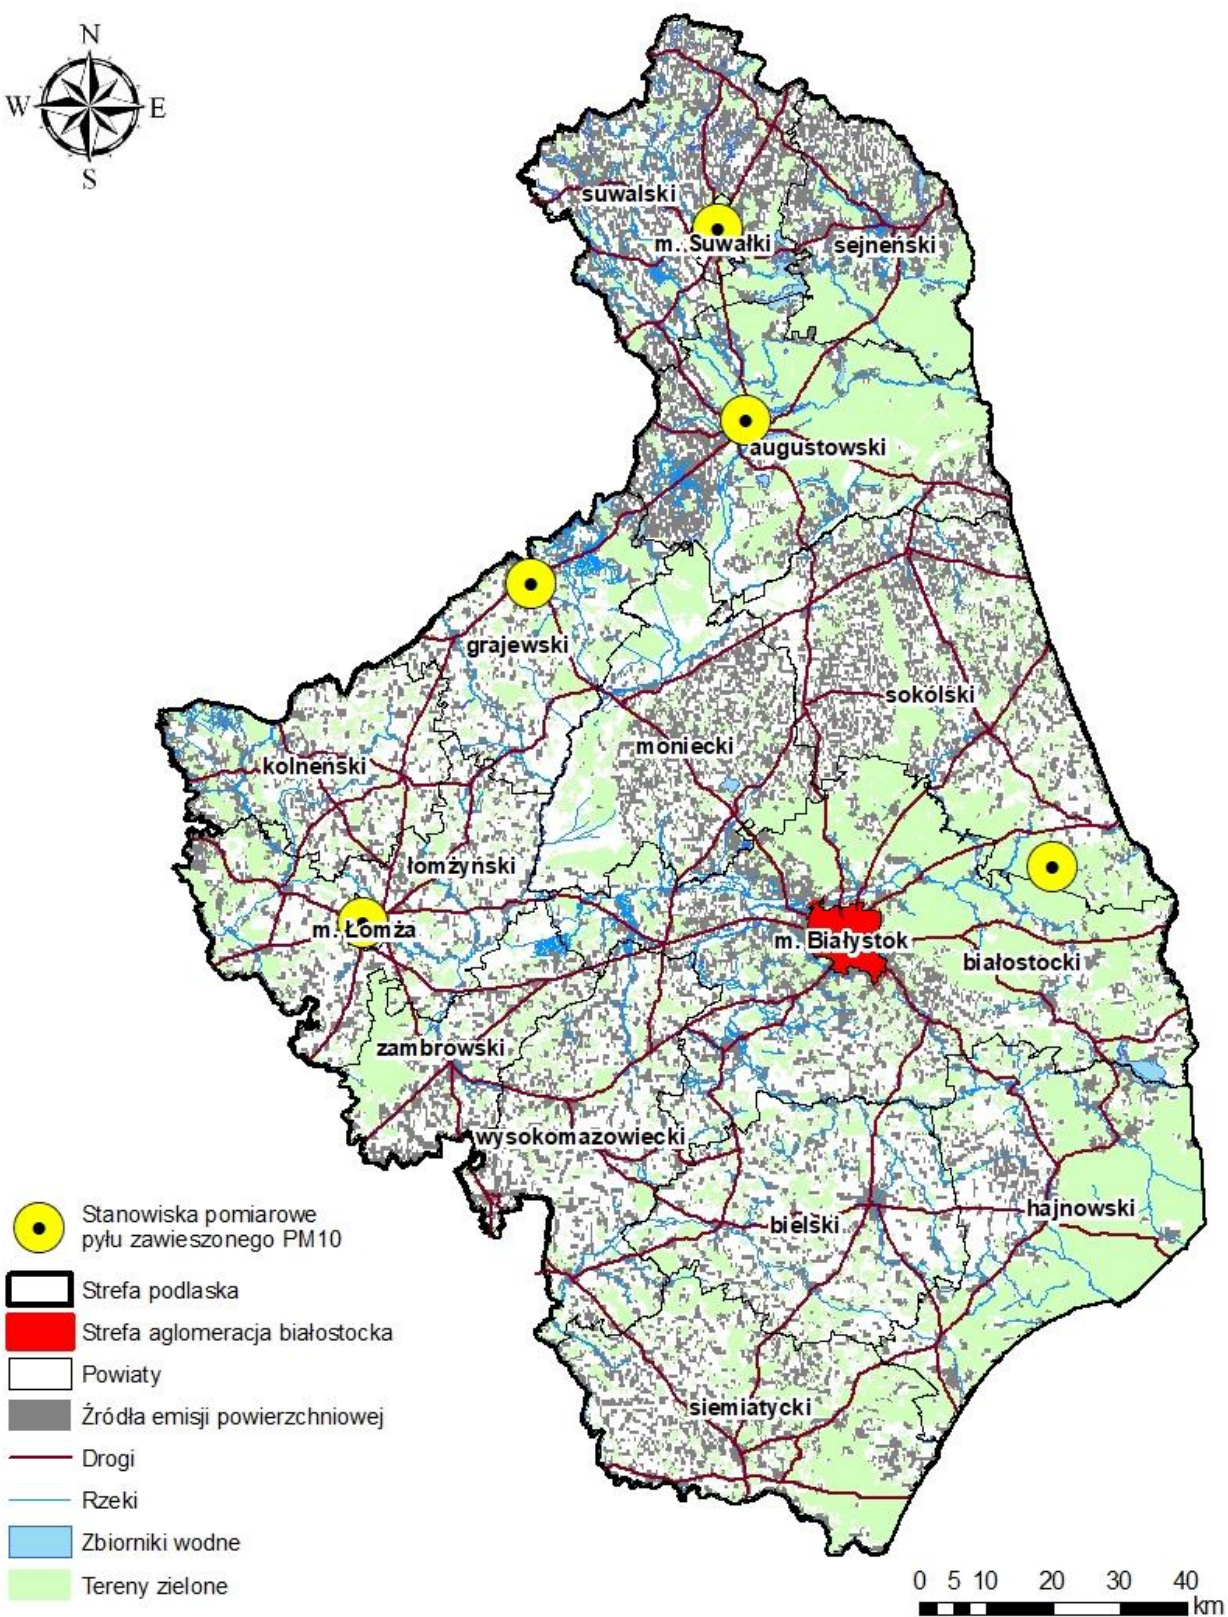 N
W
E
S
suwalski
m. Suwałki
sejneński
augustowski
grajewski
sokólski
moniecki
kolneński
łomżyński
m. Łomża
m. Białystok
białostocki
zambrowski
wysokomazowiecki
hajnowski
bielski
siemiatycki
Stanowiska pomiarowe
pyłu zawieszonego PM10
Strefa podlaska
Strefa aglomeracja białostocka
Powiaty
Źródła emisji powierzchniowej
Drogi
Rzeki
Zbiorniki wodne
Tereny zielone
0 5 10 20 30 40
km